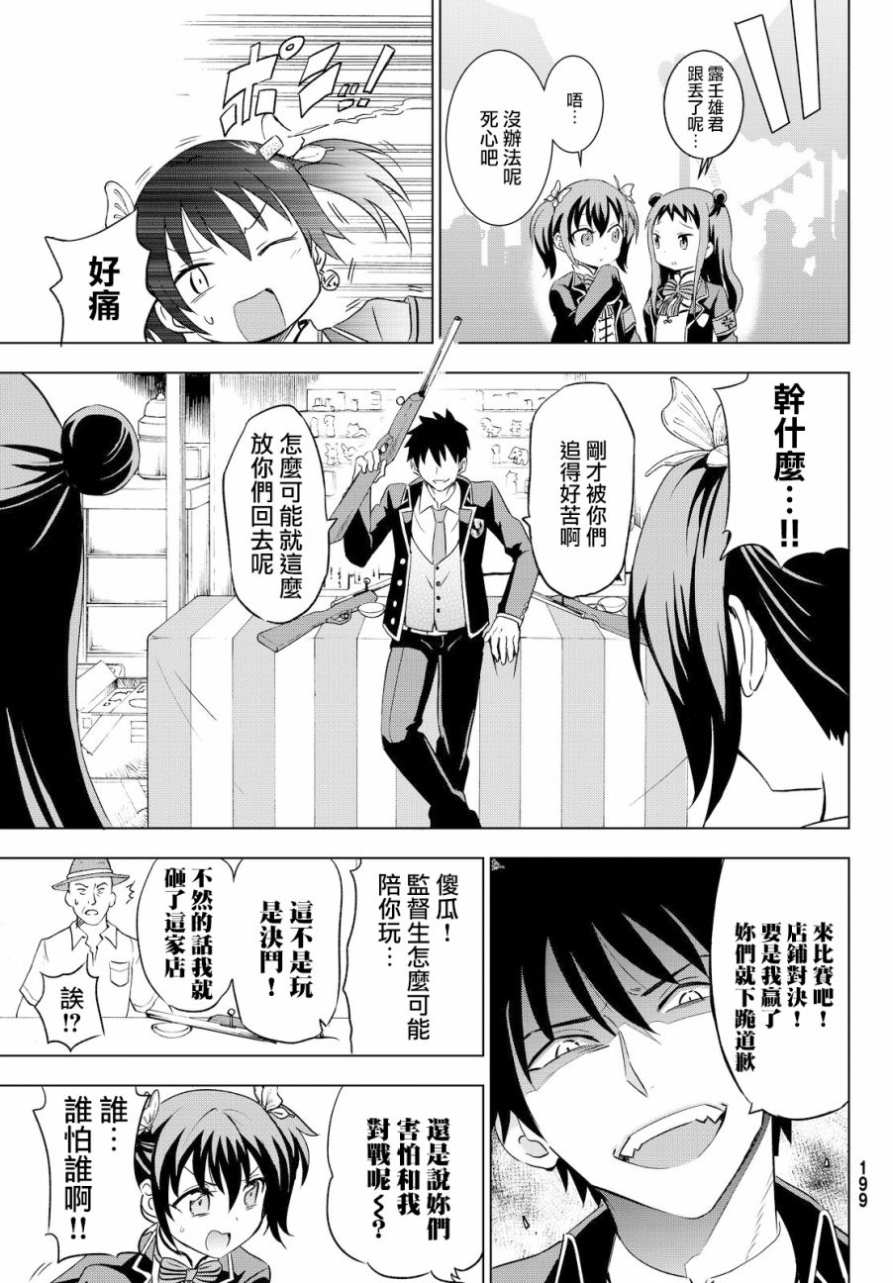 露壬雄君
跟丟了呢…
唔…
沒辦法呢
死心吧
ポンッ!
好痛
幹什麼…!!
剛才被你們
追得好苦啊
怎麼可能就這麼
放你們回去呢
來比賽吧!
店鋪對決!
要是我贏了
妳們就下跪道歉
傻瓜!
監督生怎麼可能
陪你玩…
這不是玩
是決鬥!
不然的話我就
砸了這家店
誒!?
還是說妳們
害怕和我
對戰呢~?
誰…
誰怕誰啊!!
199